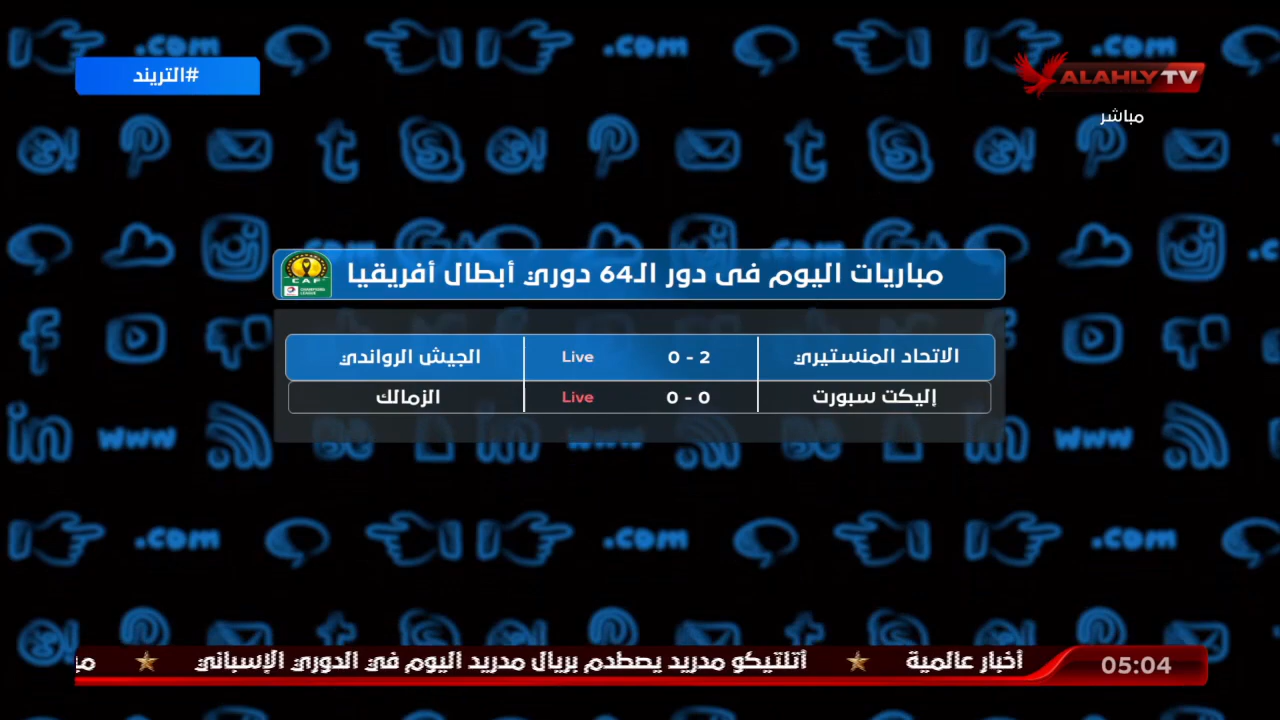 #التريند
ALAHLY TV
مباشر
مباريات اليوم فى دور الـ64 دوري أبطال أفريقيا
الاتحاد المنستيري 2 - 0 Live الجيش الرواندي
إليكت سبورت 0 - 0 Live الزمالك
05:04 أخبار عالمية أتلتيكو مدريد يصطدم بريال مدريد اليوم في الدوري الإسباني